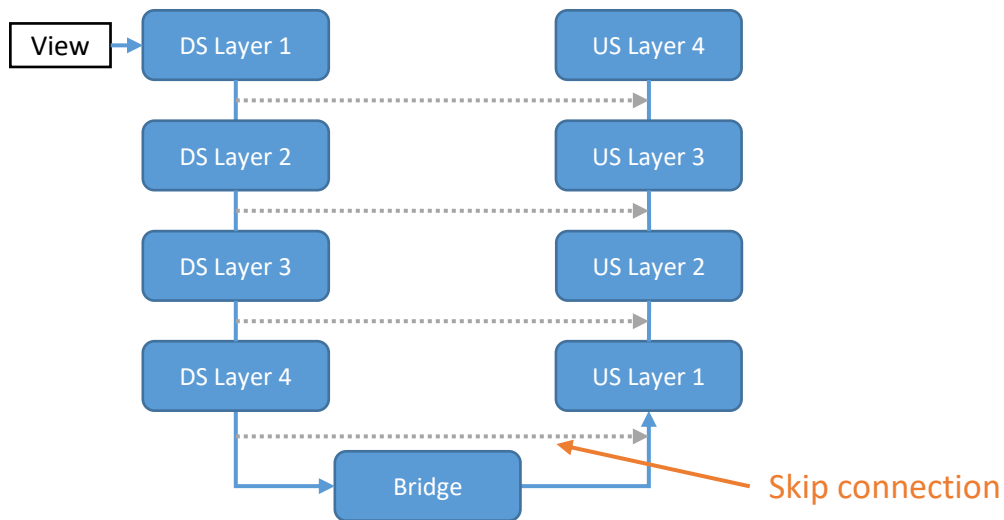 View
DS Layer 1
US Layer 4
DS Layer 2
US Layer 3
DS Layer 3
US Layer 2
DS Layer 4
US Layer 1
Bridge
Skip connection